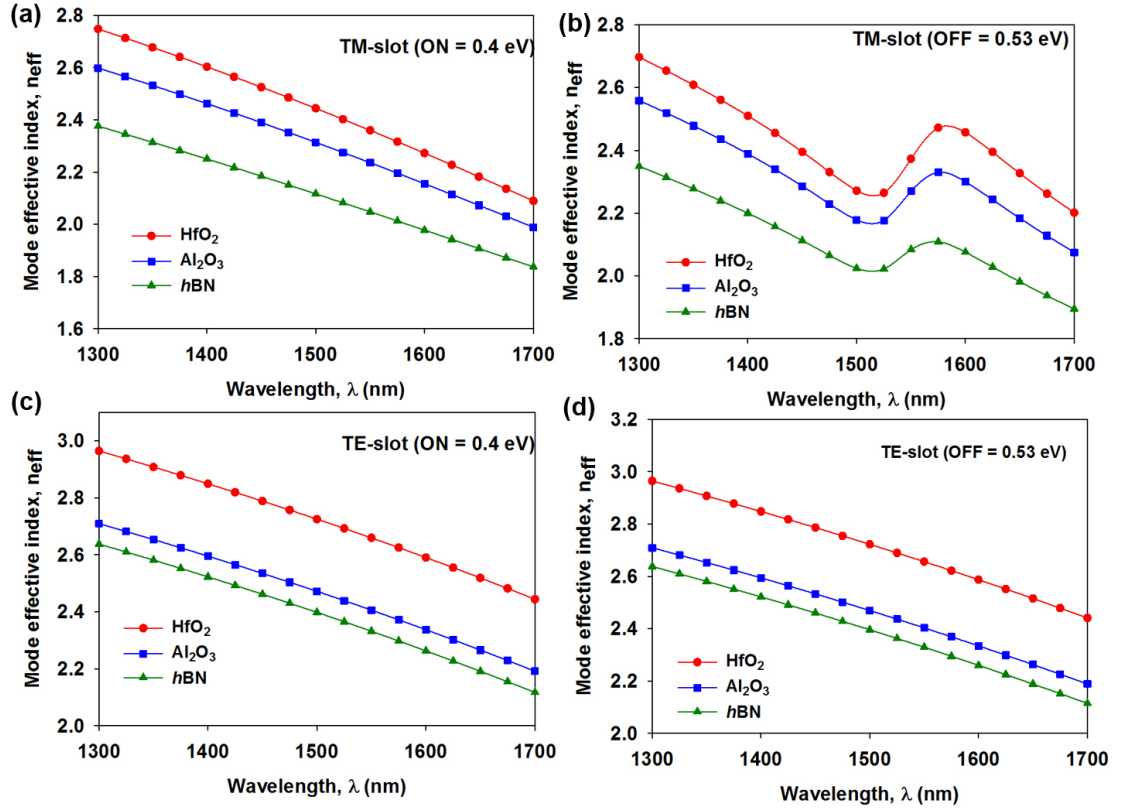 (a)
TM-slot (ON = 0.4 eV)
Mode effective index, neff
2.8
2.6
2.4
2.2
2.0
1.8
1.6
HfO2
Al2O3
hBN
1300 1400 1500 1600 1700
Wavelength, λ (nm)
(b)
TM-slot (OFF = 0.53 eV)
Mode effective index, neff
2.8
2.6
2.4
2.2
2.0
1.8
HfO2
Al2O3
hBN
1300 1400 1500 1600 1700
Wavelength, λ (nm)
(c)
TE-slot (ON = 0.4 eV)
Mode effective index, neff
3.0
2.8
2.6
2.4
2.2
2.0
HfO2
Al2O3
hBN
1300 1400 1500 1600 1700
Wavelength, λ (nm)
(d)
TE-slot (OFF = 0.53 eV)
Mode effective index, neff
3.2
3.0
2.8
2.6
2.4
2.2
2.0
HfO2
Al2O3
hBN
1300 1400 1500 1600 1700
Wavelength, λ (nm)